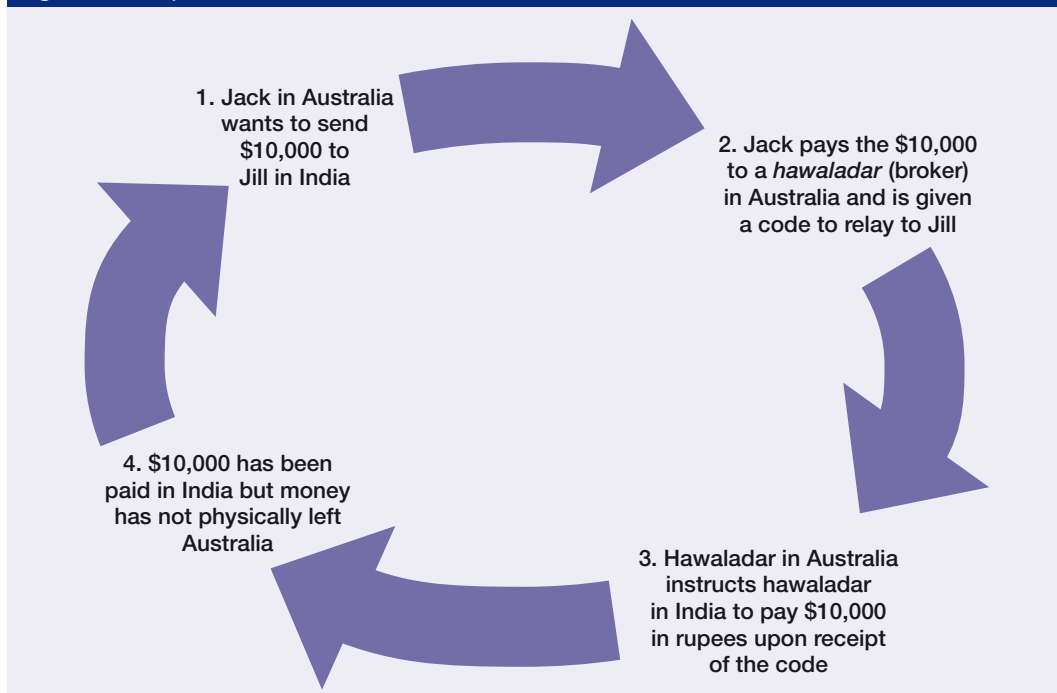 1. Jack in Australia
wants to send
$10,000 to
Jill in India
2. Jack pays the $10,000
to a hawaladar (broker)
in Australia and is given
a code to relay to Jill
3. Hawaladar in Australia
instructs hawaladar
in India to pay $10,000
in rupees upon receipt
of the code
4. $10,000 has been
paid in India but money
has not physically left
Australia